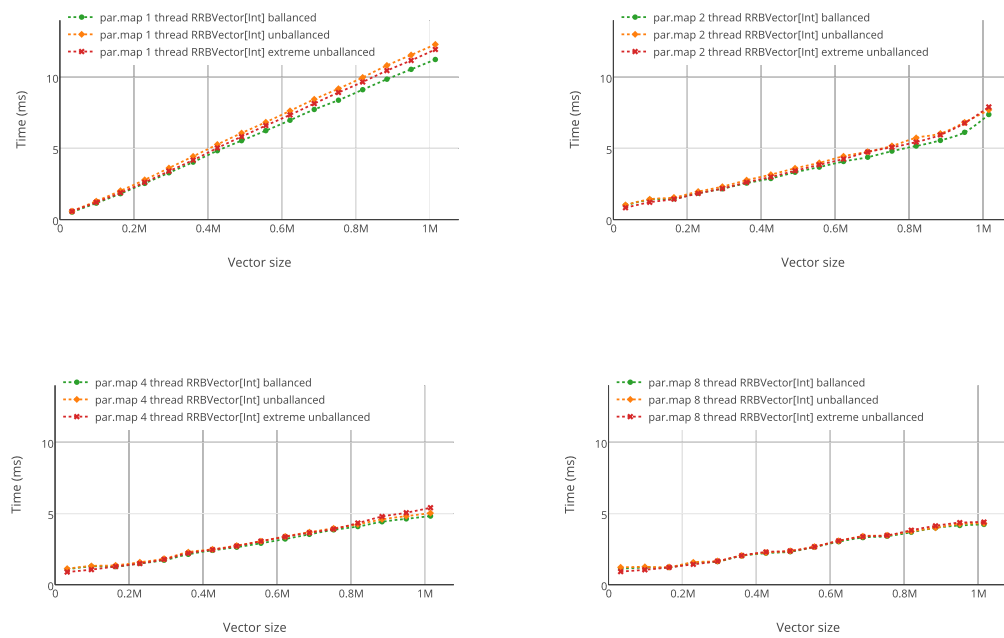 par.map 1 thread RRBVector[Int] ballanced
par.map 1 thread RRBVector[Int] unballanced
par.map 1 thread RRBVector[Int] extreme unballanced
10
5
0
Time (ms)
0
0.2M
0.4M
0.6M
0.8M
1M
Vector size
par.map 2 thread RRBVector[Int] ballanced
par.map 2 thread RRBVector[Int] unballanced
par.map 2 thread RRBVector[Int] extreme unballanced
10
5
0
Time (ms)
0
0.2M
0.4M
0.6M
0.8M
1M
Vector size
par.map 4 thread RRBVector[Int] ballanced
par.map 4 thread RRBVector[Int] unballanced
par.map 4 thread RRBVector[Int] extreme unballanced
10
5
0
Time (ms)
0
0.2M
0.4M
0.6M
0.8M
1M
Vector size
par.map 8 thread RRBVector[Int] ballanced
par.map 8 thread RRBVector[Int] unballanced
par.map 8 thread RRBVector[Int] extreme unballanced
10
5
0
Time (ms)
0
0.2M
0.4M
0.6M
0.8M
1M
Vector size